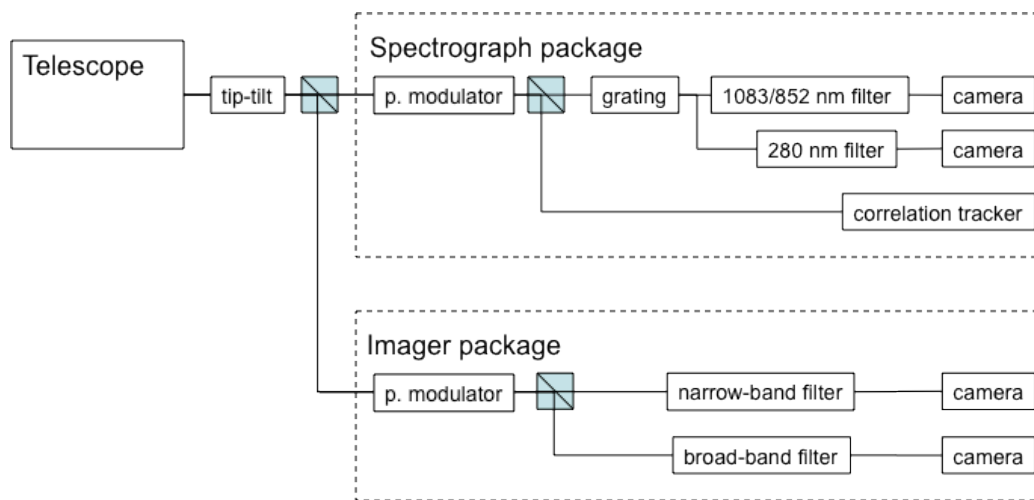 Telescope
tip-tilt
Spectrograph package
p. modulator
grating
1083/852 nm filter
camera
280 nm filter
camera
correlation tracker
Imager package
p. modulator
narrow-band filter
camera
broad-band filter
camera